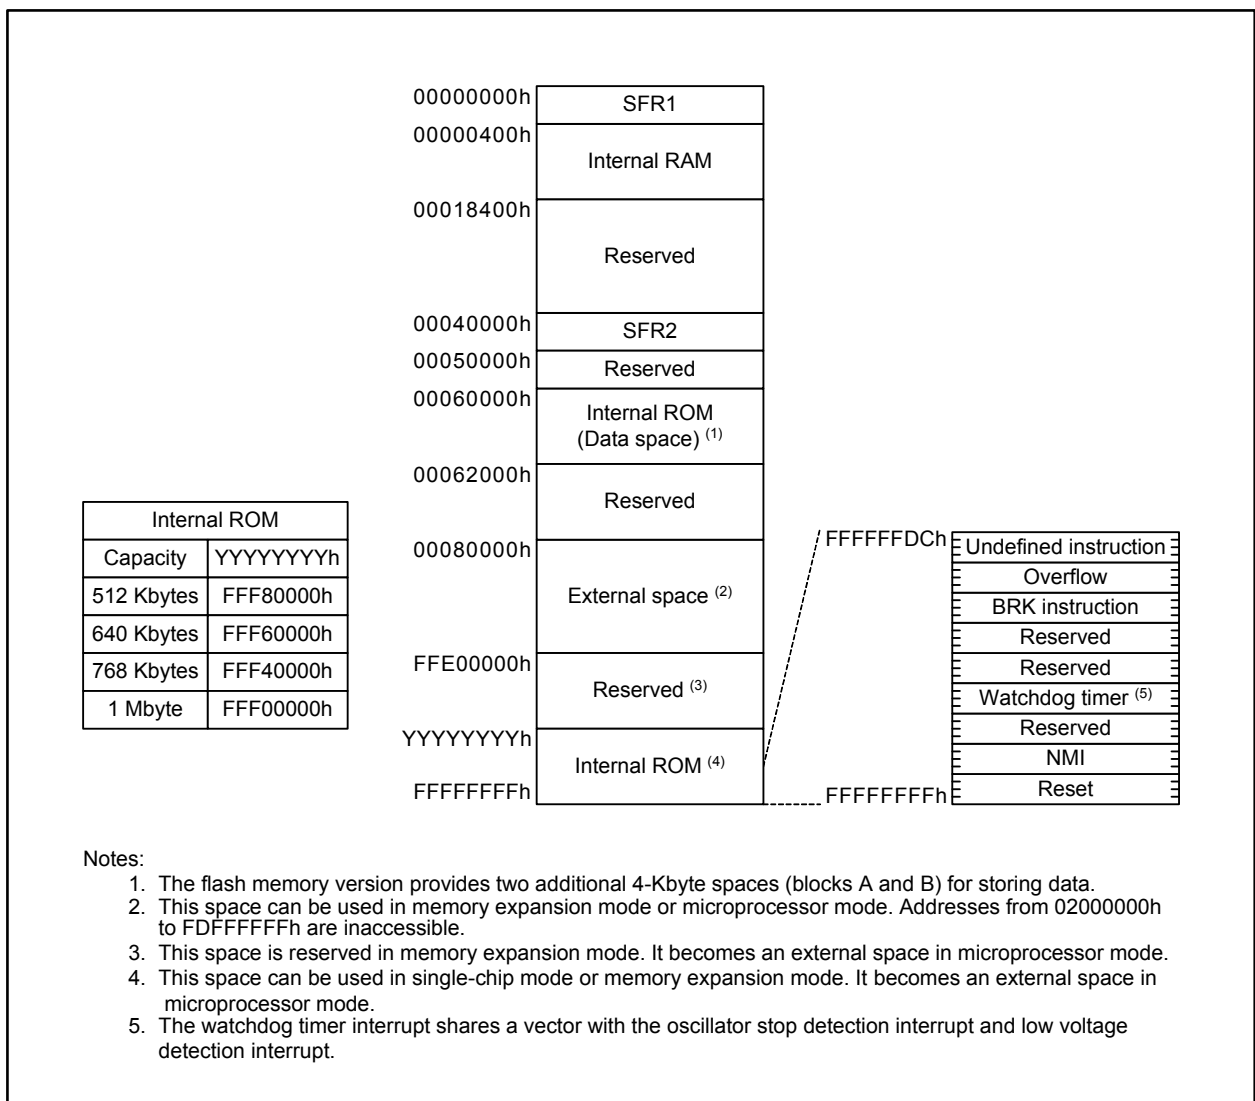 00000000h
SFR1
00000400h
Internal RAM
00018400h
Reserved
00040000h
SFR2
00050000h
Reserved
00060000h
Internal ROM
(Data space) (1)
00062000h
Reserved
00080000h
External space (2)
FFE00000h
Reserved (3)
YYYYYYYYh
Internal ROM (4)
FFFFFFFFh
Internal ROM
Capacity YYYYYYYYh
512 Kbytes FFF80000h
640 Kbytes FFF60000h
768 Kbytes FFF40000h
1 Mbyte FFF00000h
FFFFFFDCh
Undefined instruction
Overflow
BRK instruction
Reserved
Reserved
Watchdog timer (5)
Reserved
NMI
Reset
FFFFFFFFh
Notes:
1. The flash memory version provides two additional 4-Kbyte spaces (blocks A and B) for storing data.
2. This space can be used in memory expansion mode or microprocessor mode. Addresses from 02000000h
to FDFFFFFFh are inaccessible.
3. This space is reserved in memory expansion mode. It becomes an external space in microprocessor mode.
4. This space can be used in single-chip mode or memory expansion mode. It becomes an external space in
microprocessor mode.
5. The watchdog timer interrupt shares a vector with the oscillator stop detection interrupt and low voltage
detection interrupt.